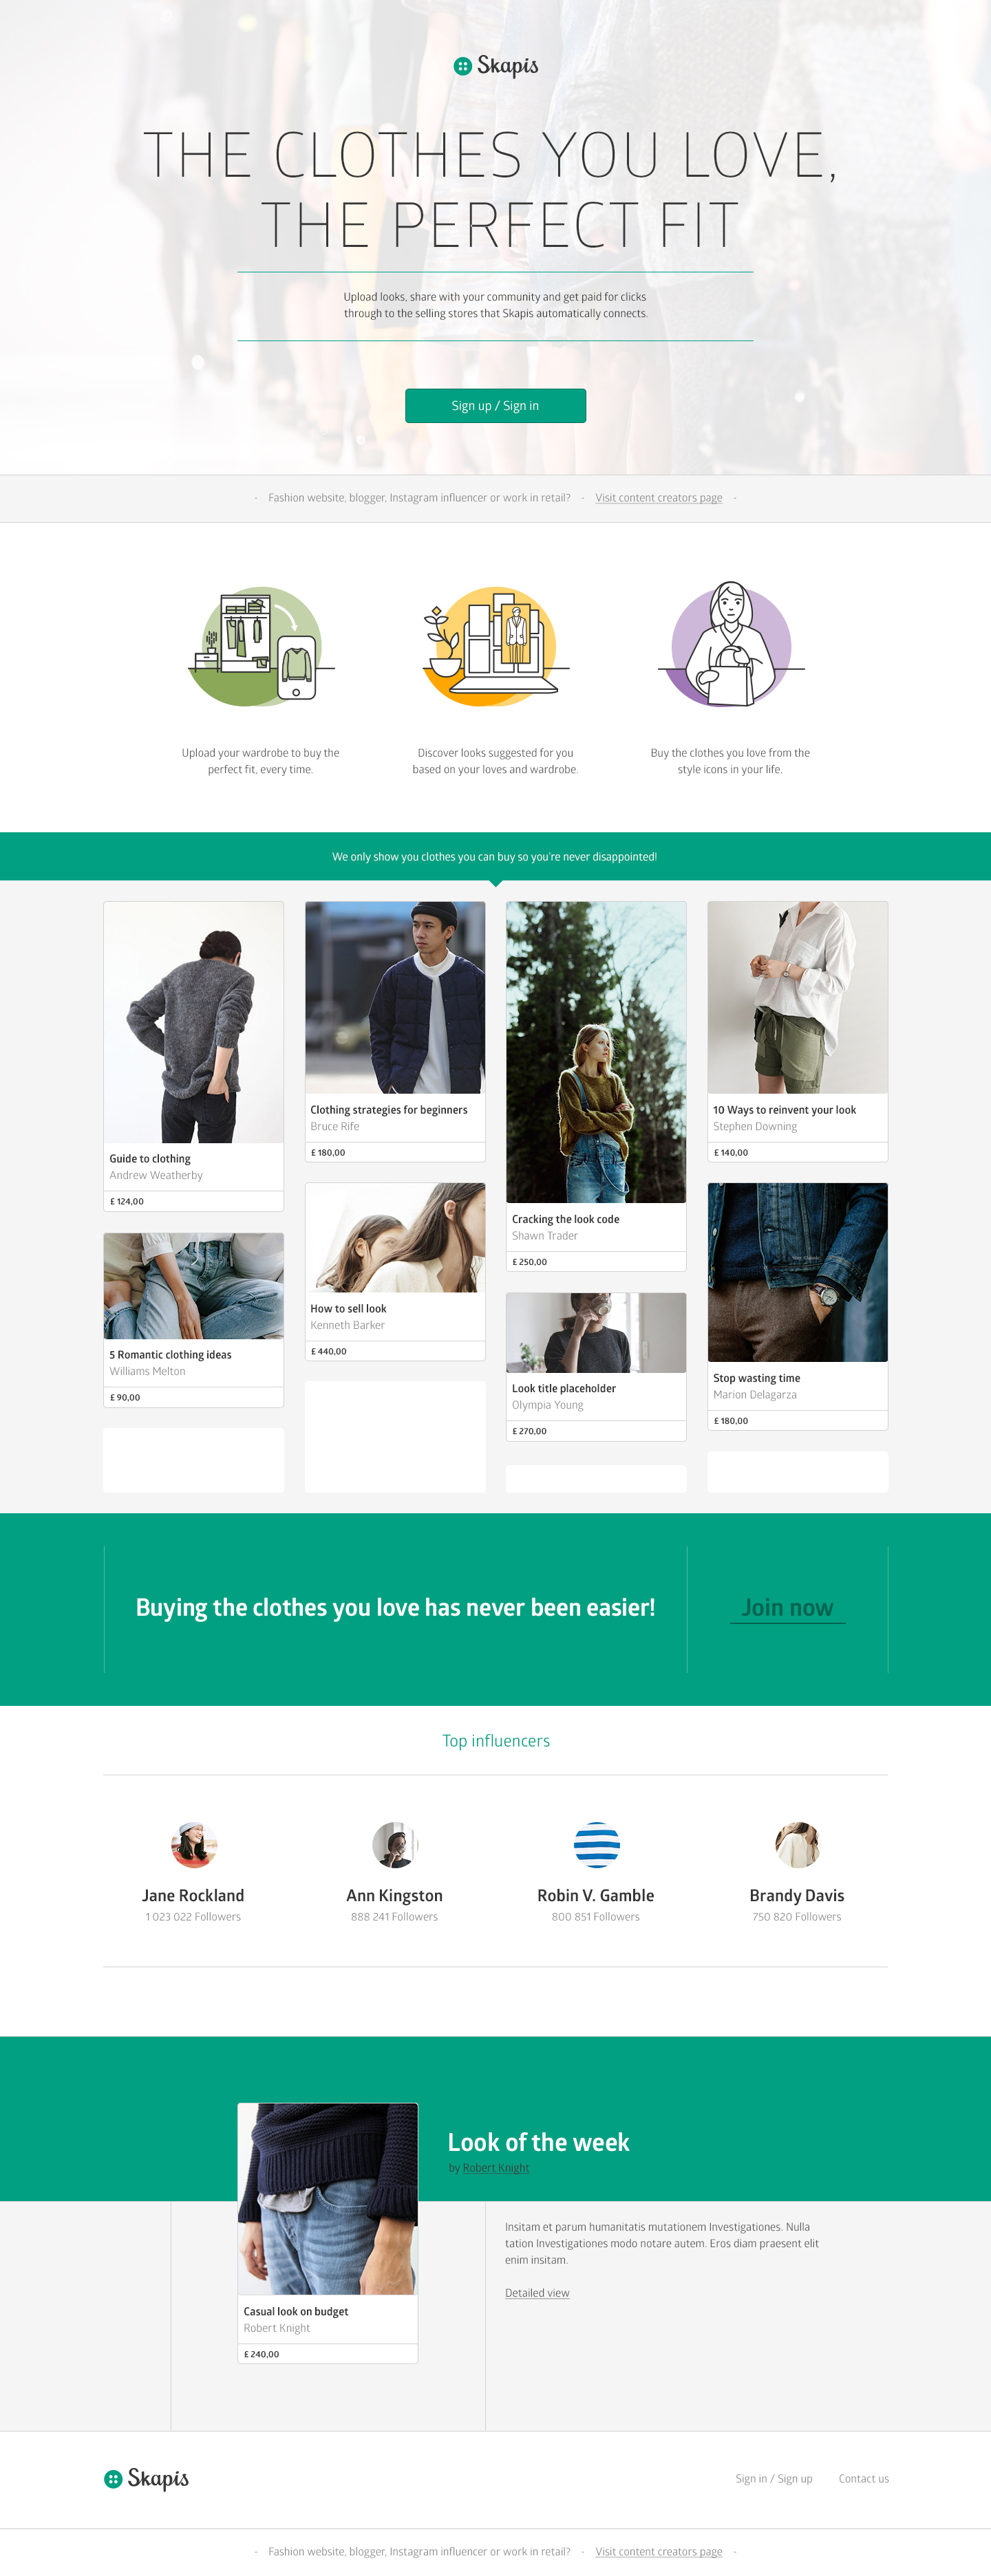 Skapis
THE CLOTHES YOU LOVE,
THE PERFECT FIT
Upload looks, share with your community and get paid for clicks
through to the selling stores that Skapis automatically connects.
Sign up / Sign in
- Fashion website, blogger, Instagram influencer or work in retail? - Visit content creators page -
Upload your wardrobe to buy the
perfect fit, every time.
Discover looks suggested for you
based on your loves and wardrobe.
Buy the clothes you love from the
style icons in your life.
We only show you clothes you can buy so you're never disappointed!
Guide to clothing
Andrew Weatherby
£ 124,00
5 Romantic clothing ideas
Williams Melton
£ 90,00
Clothing strategies for beginners
Bruce Rife
£ 180,00
How to sell look
Kenneth Barker
£ 440,00
Cracking the look code
Shawn Trader
£ 250,00
Look title placeholder
Olympia Young
£ 270,00
10 Ways to reinvent your look
Stephen Downing
£ 140,00
Stop wasting time
Marion Delagarza
£ 180,00
Buying the clothes you love has never been easier!
Join now
Top influencers
Jane Rockland
1 023 022 Followers
Ann Kingston
888 241 Followers
Robin V. Gamble
800 851 Followers
Brandy Davis
750 820 Followers
Look of the week
by Robert Knight
Casual look on budget
Robert Knight
£ 240,00
Insitam et parum humanitatis mutationem Investigationes. Nulla
tation Investigationes modo notare autem. Eros diam praesent elit
enim insitam.
Detailed view
Skapis
Sign in / Sign up
Contact us
- Fashion website, blogger, Instagram influencer or work in retail? - Visit content creators page -